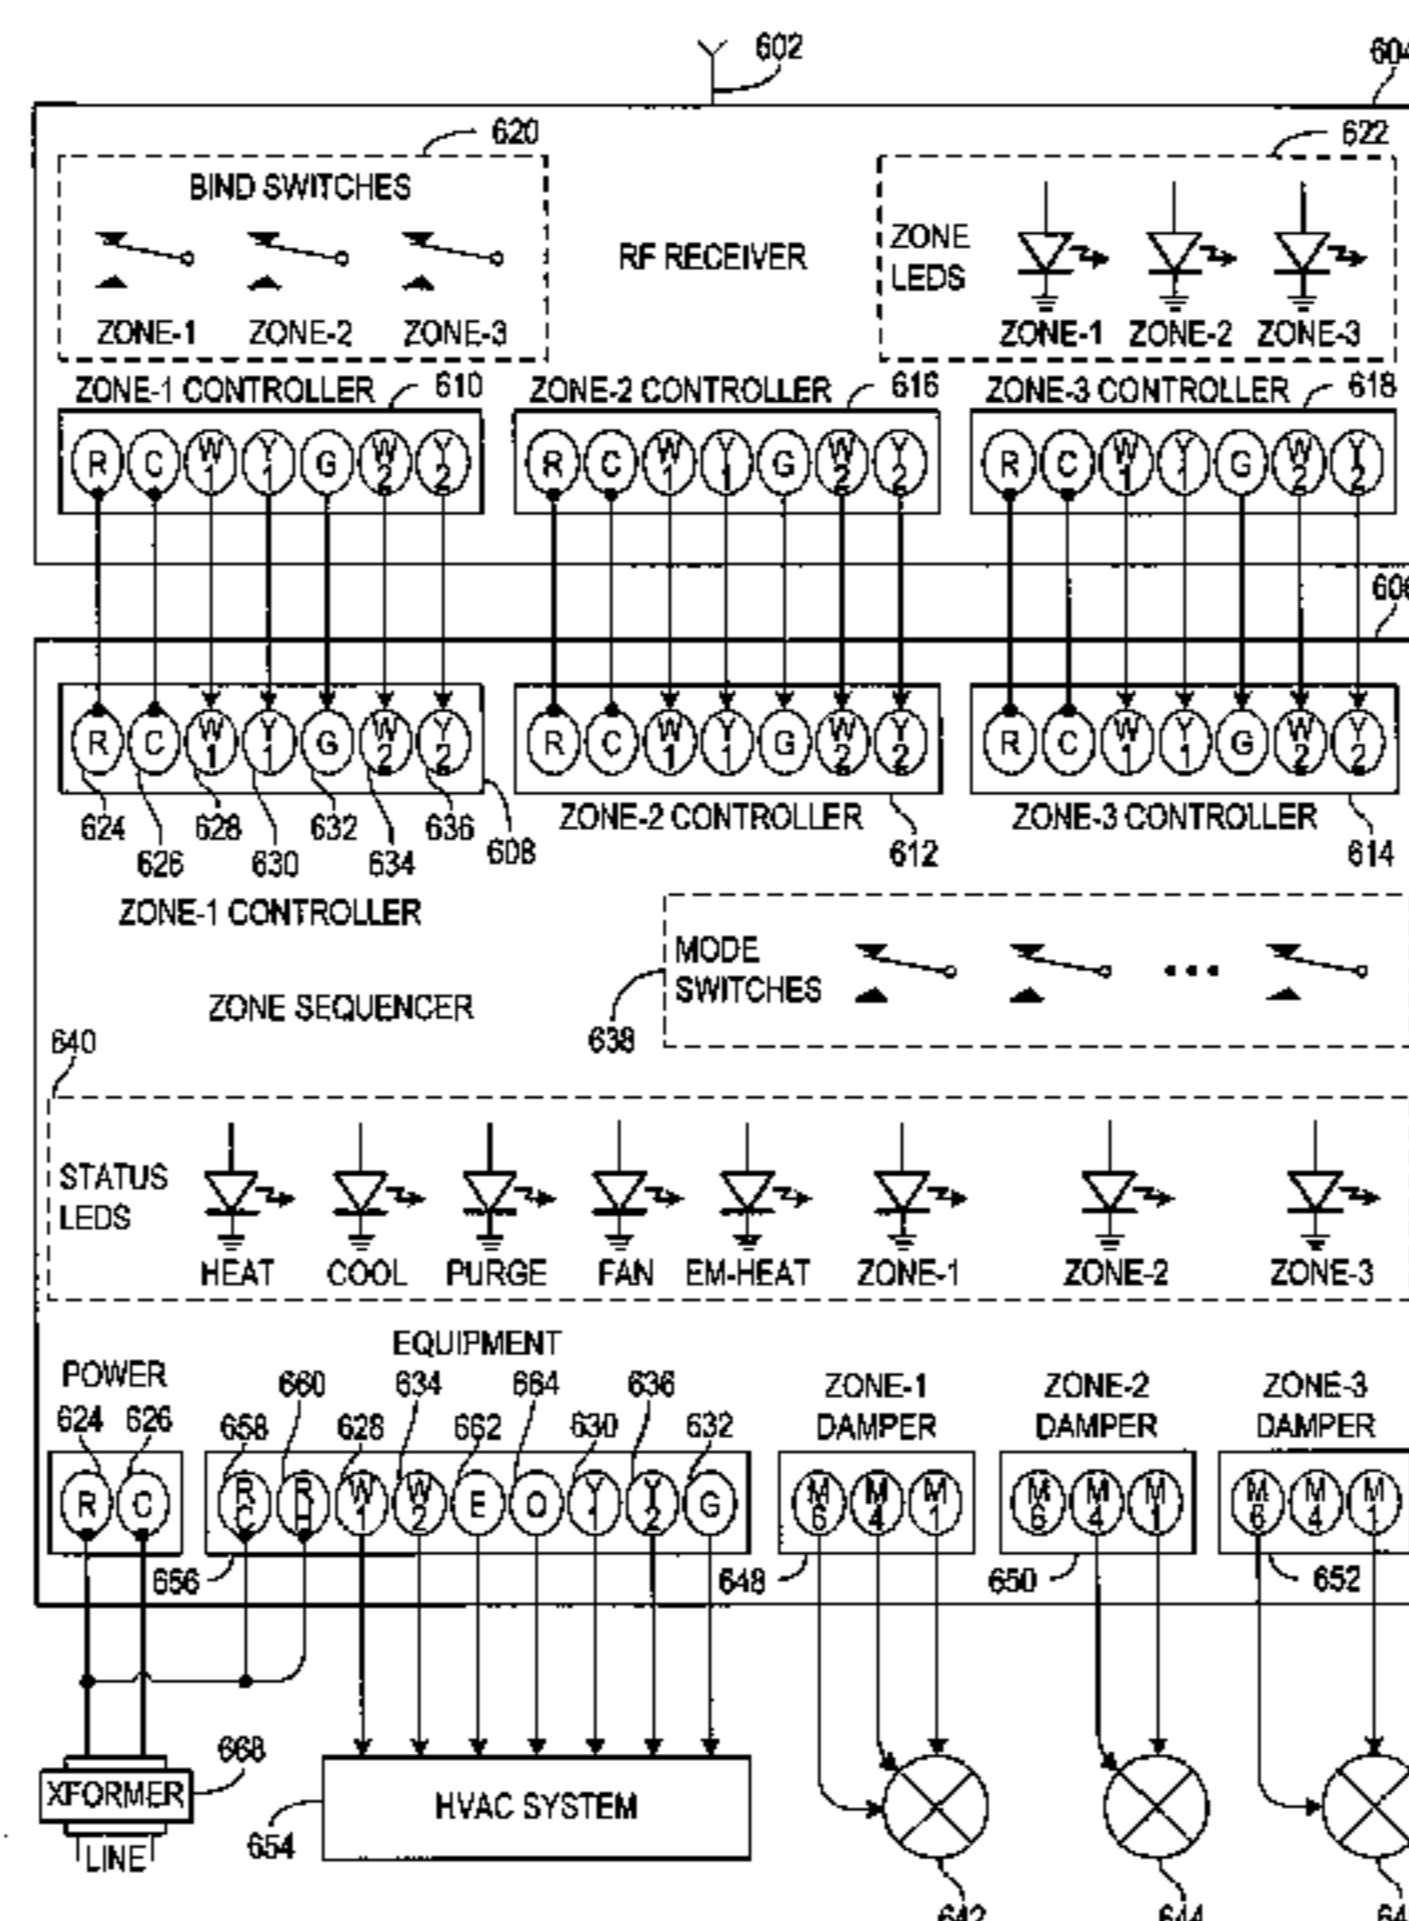 602
620
622
BIND SWITCHES
ZONE-1 ZONE-2 ZONE-3
RF RECEIVER
ZONE
LEDS
ZONE-1 ZONE-2 ZONE-3
ZONE-1 CONTROLLER 610
ZONE-2 CONTROLLER 616
ZONE-3 CONTROLLER 618
R C W1 Y1 G W2 Y2
R C W1 Y1 G W2 Y2
R C W1 Y1 G W2 Y2
R C W1 Y1 G W2 Y2
R C W1 Y1 G W2 Y2
R C W1 Y1 G W2 Y2
624 628 632 636
626 630 634 608
ZONE-1 CONTROLLER
ZONE-2 CONTROLLER
612
ZONE-3 CONTROLLER
614
MODE
SWITCHES
638
ZONE SEQUENCER
640
STATUS
LEDS
HEAT COOL PURGE FAN EM-HEAT ZONE-1 ZONE-2 ZONE-3
EQUIPMENT
POWER
624 626
658 660 628 634 662 664 630 636 632
ZONE-1
DAMPER
ZONE-2
DAMPER
ZONE-3
DAMPER
R C
RC RH W1 W2 E O Y1 Y2 G
M6 M4 M1
M6 M4 M1
M6 M4 M1
656
648
650
652
668
XFORMER
LINE
HVAC SYSTEM
654
642
644